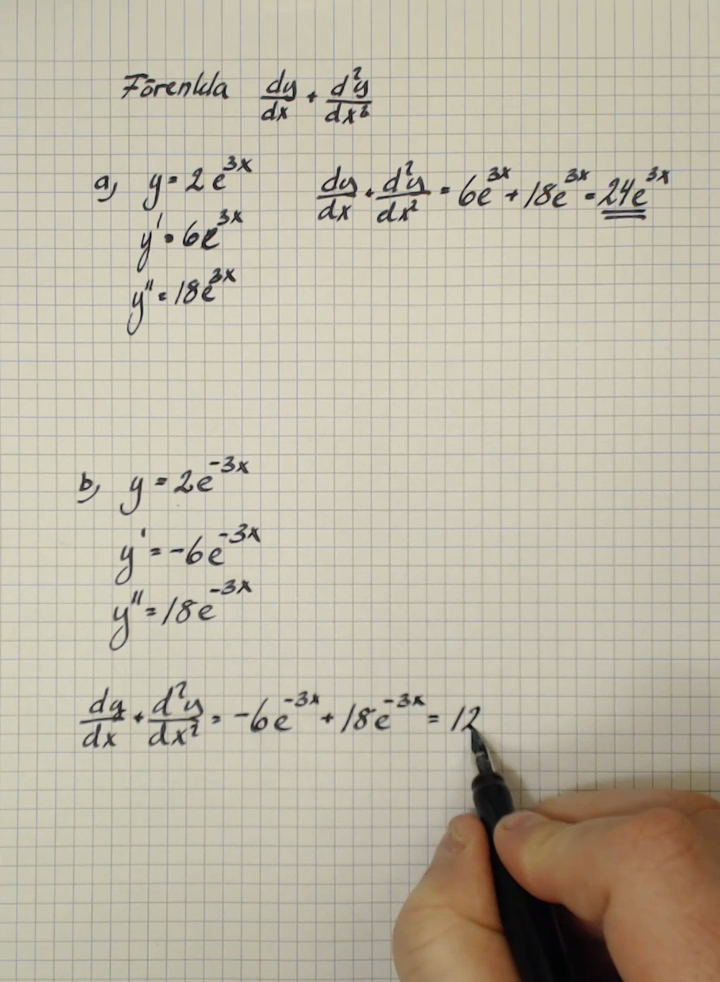 Förenkla dy/dx + d²y/dx²
a) y = 2e^3x
dy/dx + d²y/dx² = 6e^3x + 18e^3x = 24e^3x
y' = 6e^3x
y'' = 18e^3x
b) y = 2e^-3x
y' = -6e^-3x
y'' = 18e^-3x
dy/dx + d²y/dx² = -6e^-3x + 18e^-3x = 12